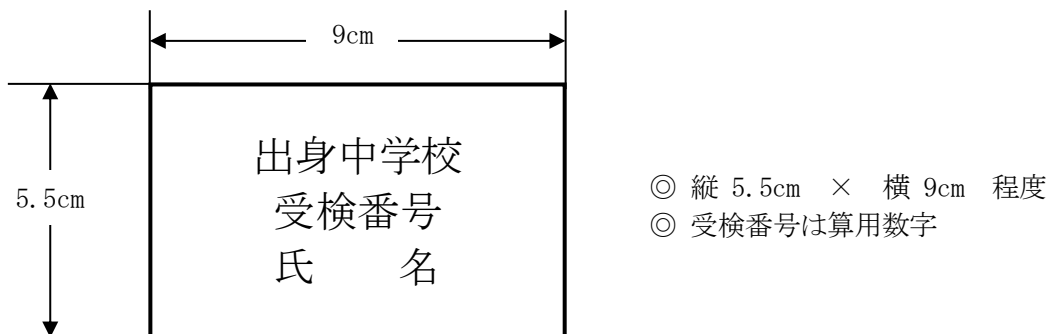 9cm
出身中学校
受検番号
氏　　名
5.5cm
◎ 縦 5.5cm　×　横 9cm　程度
◎ 受検番号は算用数字